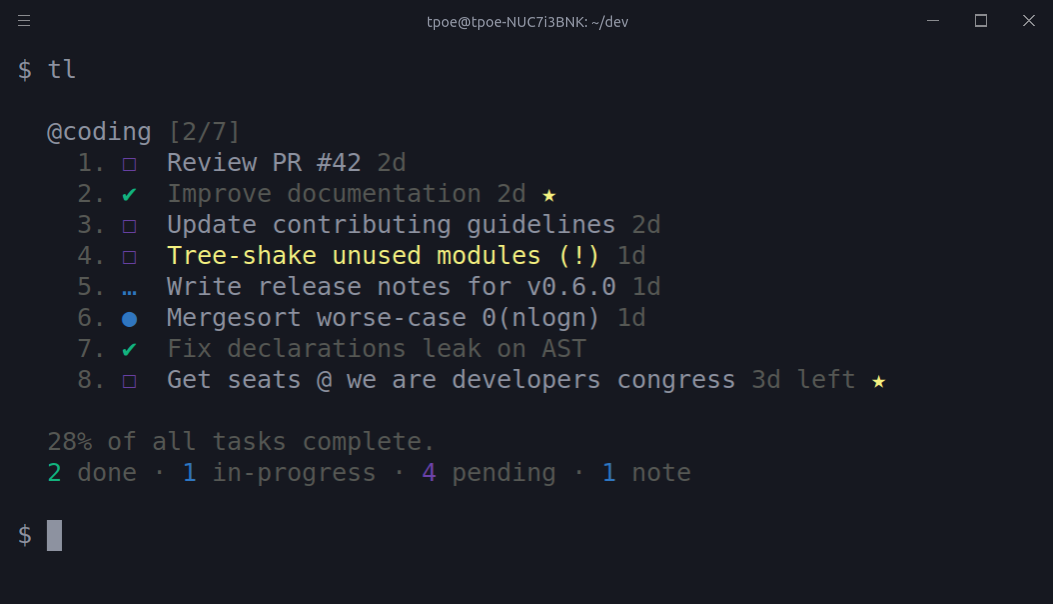 tpoe@tpoe-NUC7i3BNK: ~/dev
$ tl
@coding [2/7]
1. □ Review PR #42 2d
2. ✔ Improve documentation 2d ★
3. □ Update contributing guidelines 2d
4. □ Tree-shake unused modules (!) 1d
5. … Write release notes for v0.6.0 1d
6. ● Mergesort worse-case 0(nlogn) 1d
7. ✔ Fix declarations leak on AST
8. □ Get seats @ we are developers congress 3d left ★
28% of all tasks complete.
2 done · 1 in-progress · 4 pending · 1 note
$